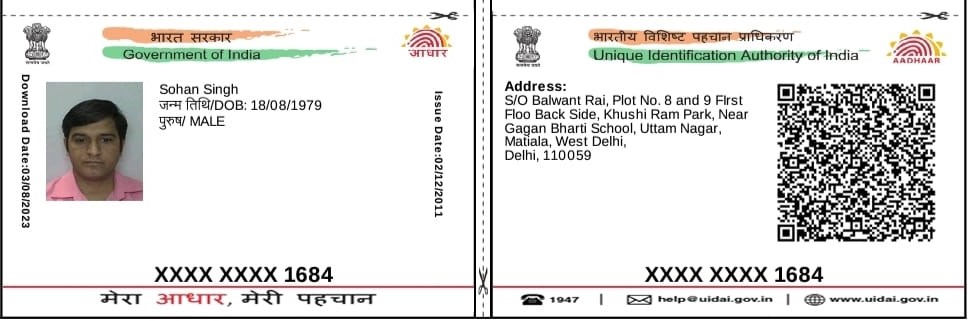 भारत सरकार
Government of India
आधार
Download Date:03/08/2023
Sohan Singh
जन्म तिथि/DOB: 18/08/1979
पुरुष/ MALE
Issue Date:02/12/2011
XXXX XXXX 1684
मेरा आधार, मेरी पहचान
भारतीय विशिष्ट पहचान प्राधिकरण
Unique Identification Authority of India
AADHAAR
Address:
S/O Balwant Rai, Plot No. 8 and 9 FIrst
Floo Back Side, Khushi Ram Park, Near
Gagan Bharti School, Uttam Nagar,
Matiala, West Delhi,
Delhi, 110059
XXXX XXXX 1684
1947 | help@uidai.gov.in | www.uidai.gov.in